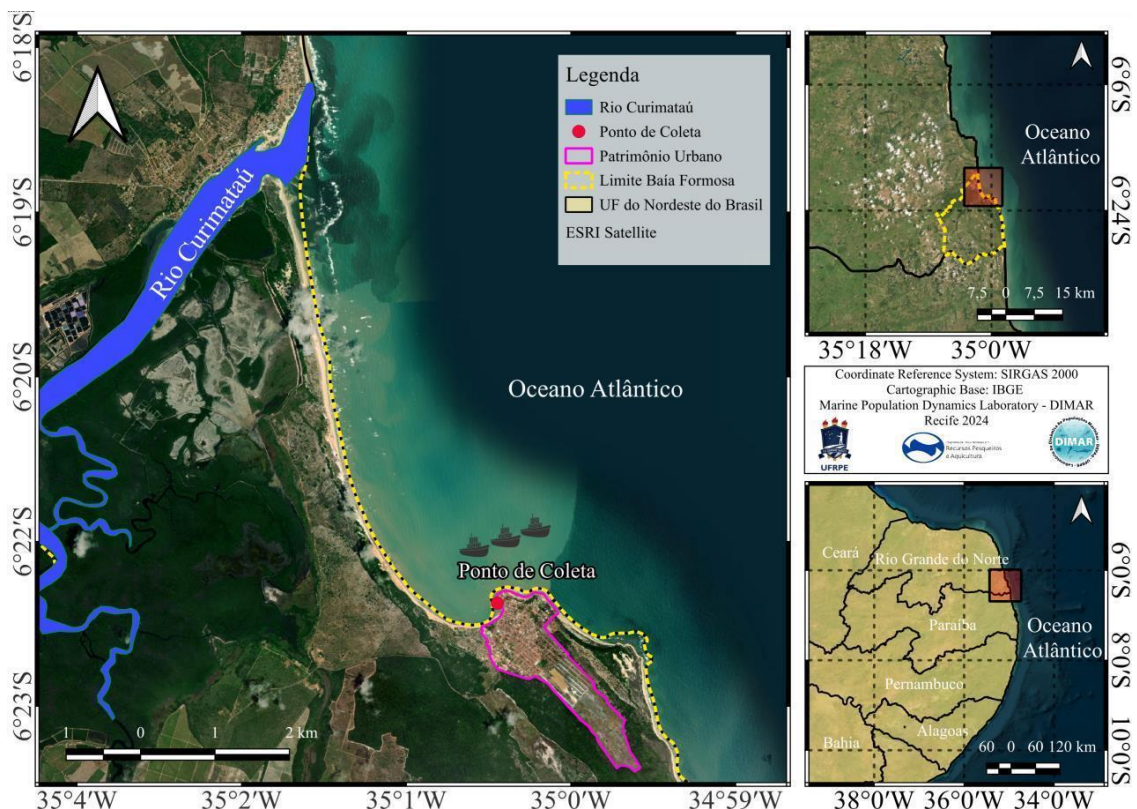 6°18′S
6°19′S
6°20′S
6°22′S
6°23′S
35°4′W
35°2′W
35°1′W
35°0′W
34°59′W
Rio Curimataú
Oceano Atlântico
Ponto de Coleta
1 0 1 2 km
Legenda
Rio Curimataú
Ponto de Coleta
Patrimônio Urbano
Limite Baía Formosa
UF do Nordeste do Brasil
ESRI Satellite
Oceano
Atlântico
6°6′S
6°24′S
7,5 0 7,5 15 km
35°18′W
35°0′W
Coordinate Reference System: SIRGAS 2000
Cartographic Base: IBGE
Marine Population Dynamics Laboratory - DIMAR
Recife 2024
UFRPE
Recursos Pesqueiros
e Aquicultura
DIMAR
Ceará
Rio Grande do Norte
Paraíba
Pernambuco
Alagoas
Bahia
Oceano
Atlântico
6°0′S
8°0′S
10°0′S
60 0 60 120 km
38°0′W
36°0′W
34°0′W